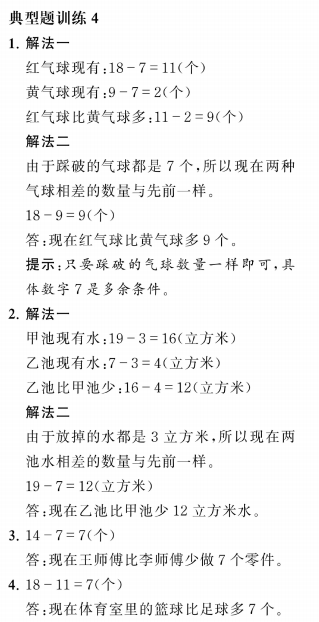 典型题训练 4
1. 解法一
红气球现有:18－7＝11(个)
黄气球现有:9－7＝2(个)
红气球比黄气球多:11－2＝9(个)
解法二
由于踩破的气球都是 7 个,所以现在两种
气球相差的数量与先前一样。
18－9＝9(个)
答:现在红气球比黄气球多 9 个。
提示:只要踩破的气球数量一样即可,具
体数字 7 是多余条件。
2. 解法一
甲池现有水:19－3＝16(立方米)
乙池现有水:7－3＝4(立方米)
乙池比甲池少:16－4＝12(立方米)
解法二
由于放掉的水都是 3 立方米,所以现在两
池水相差的数量与先前一样。
19－7＝12(立方米)
答:现在乙池比甲池少 12 立方米水。
3. 14－7＝7(个)
答:现在王师傅比李师傅少做 7 个零件。
4. 18－11＝7(个)
答:现在体育室里的篮球比足球多 7 个。